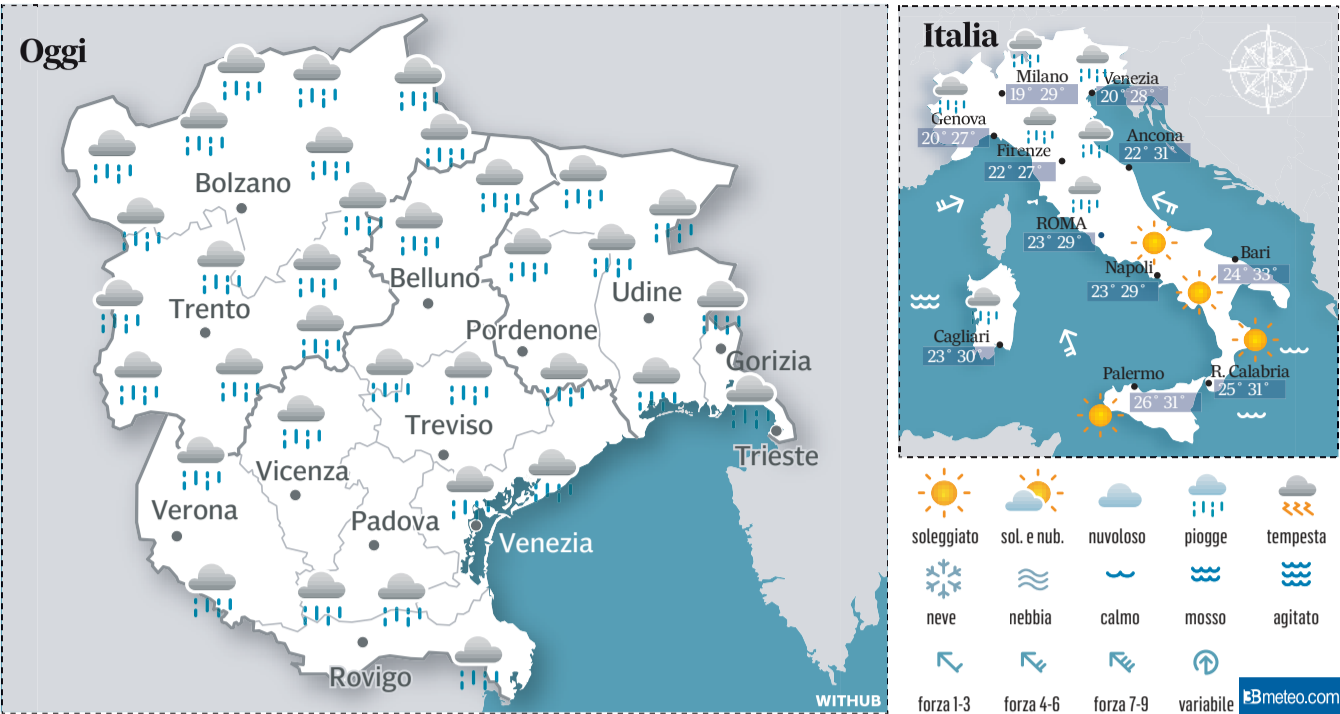 Oggi
Bolzano
Trento
Belluno
Udine
Pordenone
Gorizia
Treviso
Trieste
Vicenza
Verona
Padova
Venezia
Rovigo
WITHUB
Italia
Milano
19° 29°
Venezia
20° 28°
Genova
20° 27°
Firenze
22° 27°
Ancona
22° 31°
ROMA
23° 29°
Napoli
23° 29°
Bari
24° 33°
Cagliari
23° 30°
Palermo
26° 31°
R. Calabria
25° 31°
soleggiato sol. e nub. nuvoloso piogge tempesta
neve nebbia calmo mosso agitato
forza 1-3 forza 4-6 forza 7-9 variabile
3Bmeteo.com